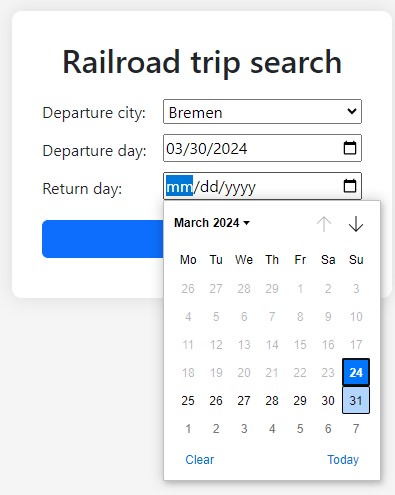 Railroad trip search
Departure city: Bremen
Departure day: 03/30/2024
Return day: mm/dd/yyyy
March 2024
Mo Tu We Th Fr Sa Su
26 27 28 29 1 2 3
4 5 6 7 8 9 10
11 12 13 14 15 16 17
18 19 20 21 22 23 24
25 26 27 28 29 30 31
1 2 3 4 5 6 7
Clear Today